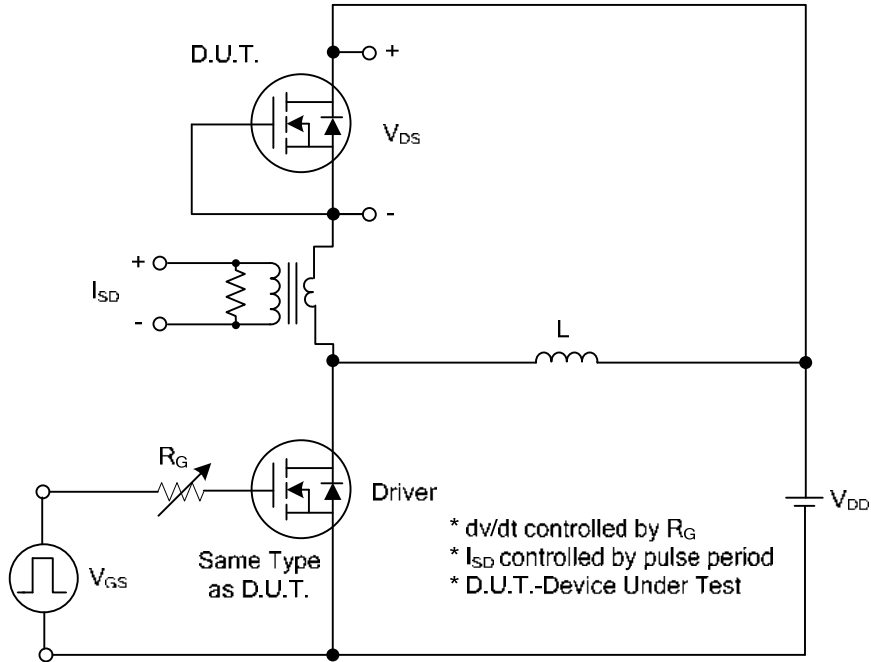 D.U.T.
+
VDS
-
+
ISD
-
L
RG
Driver
VDD
VGS
Same Type
as D.U.T.
* dv/dt controlled by RG
* ISD controlled by pulse period
* D.U.T.-Device Under Test